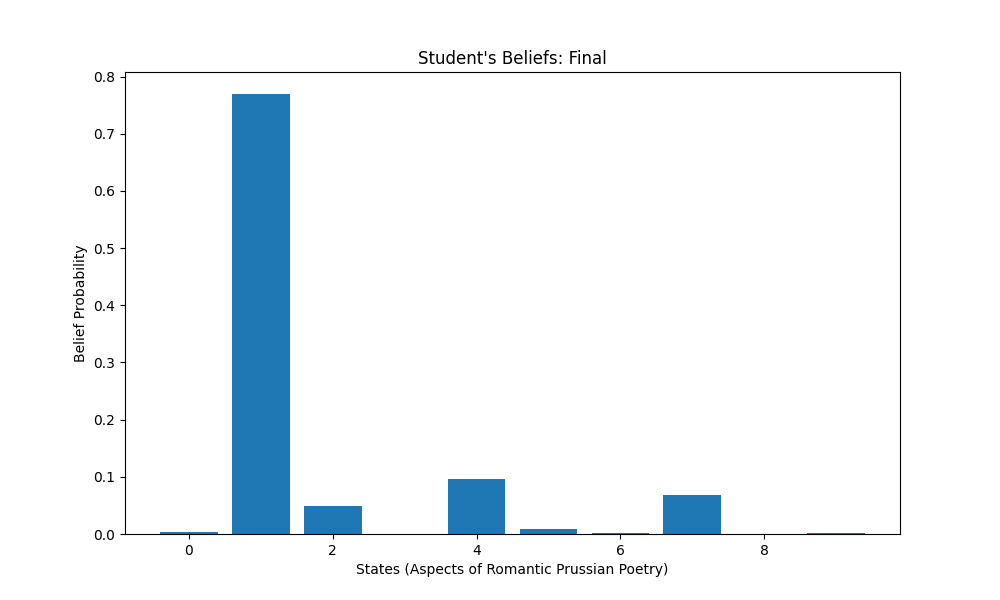 Student's Beliefs: Final
Belief Probability
0.8
0.7
0.6
0.5
0.4
0.3
0.2
0.1
0.0
0 2 4 6 8
States (Aspects of Romantic Prussian Poetry)